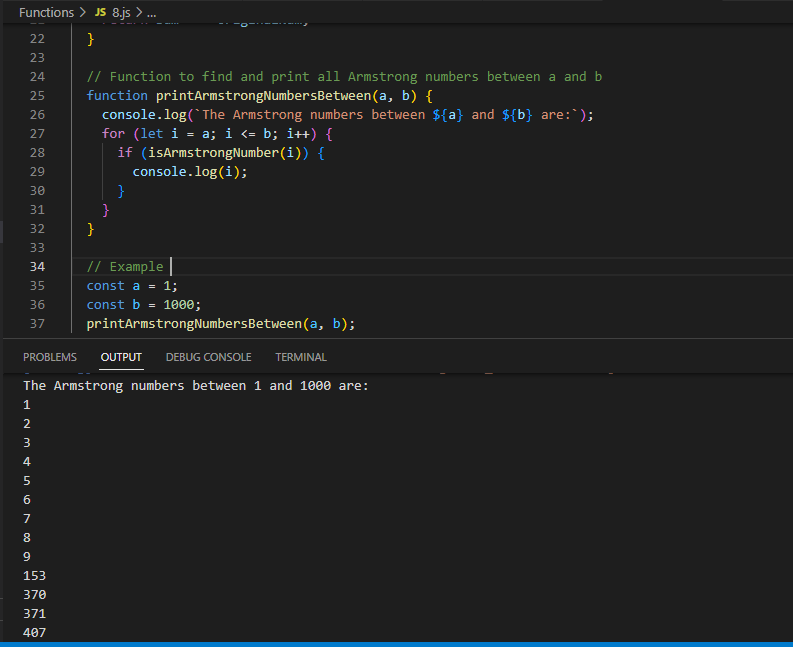 Functions > JS 8.js > ...
22 }
23
24 // Function to find and print all Armstrong numbers between a and b
25 function printArmstrongNumbersBetween(a, b) {
26 console.log(`The Armstrong numbers between ${a} and ${b} are:`);
27 for (let i = a; i <= b; i++) {
28 if (isArmstrongNumber(i)) {
29 console.log(i);
30 }
31 }
32 }
33
34 // Example
35 const a = 1;
36 const b = 1000;
37 printArmstrongNumbersBetween(a, b);
PROBLEMS OUTPUT DEBUG CONSOLE TERMINAL
The Armstrong numbers between 1 and 1000 are:
1
2
3
4
5
6
7
8
9
153
370
371
407